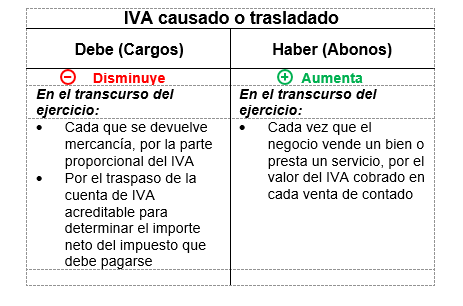 IVA causado o trasladado
Debe (Cargos)
Disminuye
En el transcurso del
ejercicio:
• Cada que se devuelve
mercancía, por la parte
proporcional del IVA
• Por el traspaso de la
cuenta de IVA
acreditable para
determinar el importe
neto del impuesto que
debe pagarse
Haber (Abonos)
Aumenta
En el transcurso del
ejercicio:
• Cada vez que el
negocio vende un bien o
presta un servicio, por el
valor del IVA cobrado en
cada venta de contado